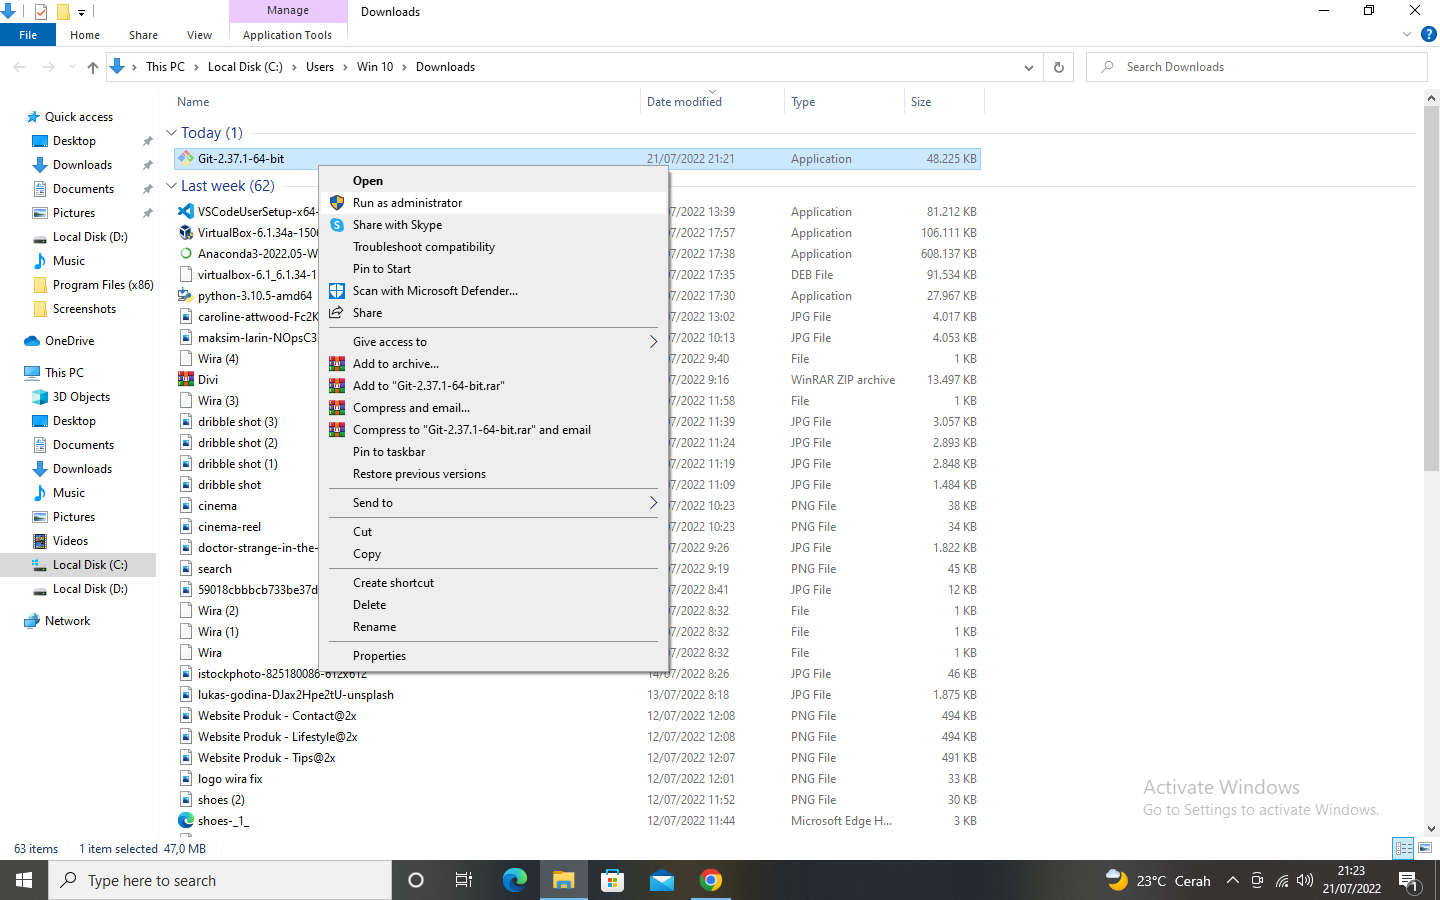 Manage
Downloads
File
Home
Share
View
Application Tools
This PC
Local Disk (C:)
Users
Win 10
Downloads
Search Downloads
Name
Date modified
Type
Size
Quick access
Desktop
Downloads
Documents
Pictures
Local Disk (D:)
Music
Program Files (x86)
Screenshots
OneDrive
This PC
3D Objects
Desktop
Documents
Downloads
Music
Pictures
Videos
Local Disk (C:)
Local Disk (D:)
Network
Today (1)
Git-2.37.1-64-bit 21/07/2022 21:21 Application 48.225 KB
Last week (62)
VSCodeUserSetup-x64- 07/2022 13:39 Application 81.212 KB
VirtualBox-6.1.34a-1506 07/2022 17:57 Application 106.111 KB
Anaconda3-2022.05-W 07/2022 17:38 Application 608.137 KB
virtualbox-6.1_6.1.34-1 07/2022 17:35 DEB File 91.534 KB
python-3.10.5-amd64 07/2022 17:30 Application 27.967 KB
caroline-attwood-Fc2K 07/2022 13:02 JPG File 4.017 KB
maksim-larin-NOpsC3 07/2022 10:13 JPG File 4.053 KB
Wira (4) 07/2022 9:40 File 1 KB
Divi 07/2022 9:16 WinRAR ZIP archive 13.497 KB
Wira (3) 07/2022 11:58 File 1 KB
dribble shot (3) 07/2022 11:39 JPG File 3.057 KB
dribble shot (2) 07/2022 11:24 JPG File 2.893 KB
dribble shot (1) 07/2022 11:19 JPG File 2.848 KB
dribble shot 07/2022 11:09 JPG File 1.484 KB
cinema 07/2022 10:23 PNG File 38 KB
cinema-reel 07/2022 10:23 PNG File 34 KB
doctor-strange-in-the- 07/2022 9:26 JPG File 1.822 KB
search 07/2022 9:19 PNG File 45 KB
59018cbbbcb733be37d 07/2022 8:41 JPG File 12 KB
Wira (2) 07/2022 8:32 File 1 KB
Wira (1) 07/2022 8:32 File 1 KB
Wira 07/2022 8:32 File 1 KB
istockphoto-825180086-612x612 14/07/2022 8:26 JPG File 46 KB
lukas-godina-DJax2Hpe2tU-unsplash 13/07/2022 8:18 JPG File 1.875 KB
Website Produk - Contact@2x 12/07/2022 12:08 PNG File 494 KB
Website Produk - Lifestyle@2x 12/07/2022 12:08 PNG File 494 KB
Website Produk - Tips@2x 12/07/2022 12:07 PNG File 491 KB
logo wira fix 12/07/2022 12:01 PNG File 33 KB
shoes (2) 12/07/2022 11:52 PNG File 30 KB
shoes-_1_ 12/07/2022 11:44 Microsoft Edge H... 3 KB
Open
Run as administrator
Share with Skype
Troubleshoot compatibility
Pin to Start
Scan with Microsoft Defender...
Share
Give access to
Add to archive...
Add to "Git-2.37.1-64-bit.rar"
Compress and email...
Compress to "Git-2.37.1-64-bit.rar" and email
Pin to taskbar
Restore previous versions
Send to
Cut
Copy
Create shortcut
Delete
Rename
Properties
Activate Windows
Go to Settings to activate Windows.
63 items
1 item selected 47,0 MB
Type here to search
23°C Cerah
21:23
21/07/2022
1